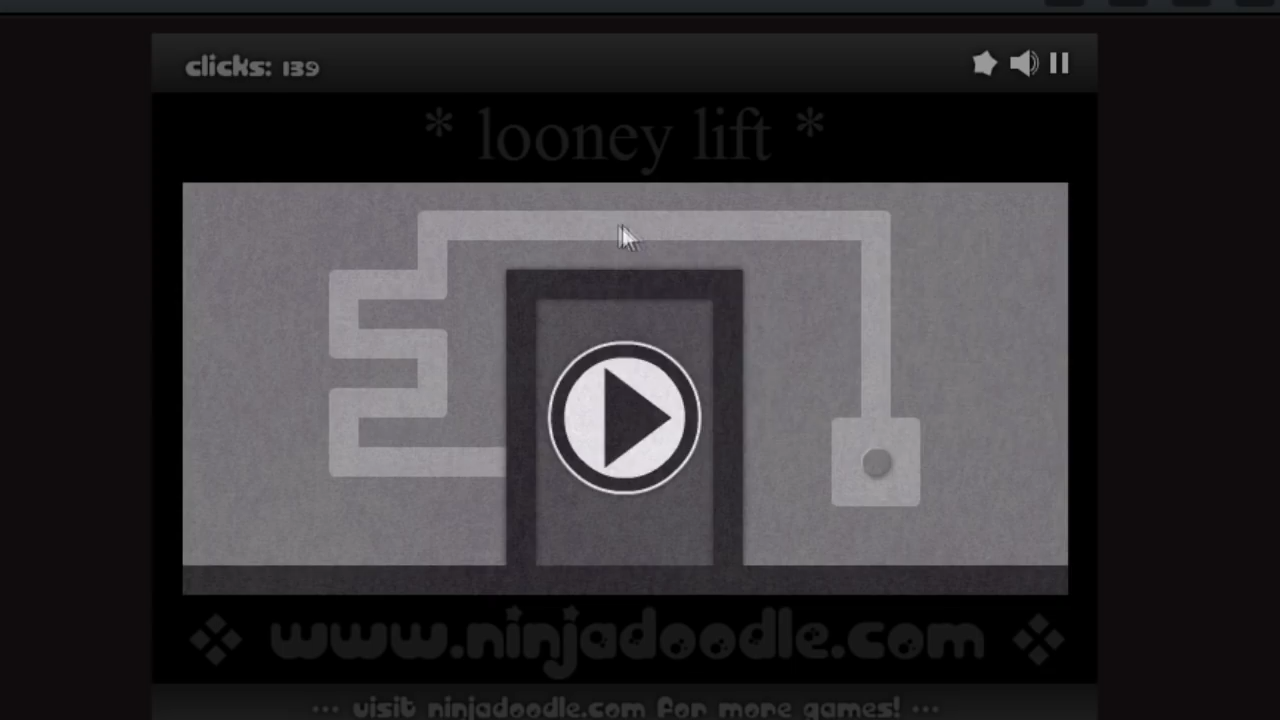 clicks: 139
* looney lift *
www.ninjadoodle.com
... visit ninjadoodle.com for more games! ...